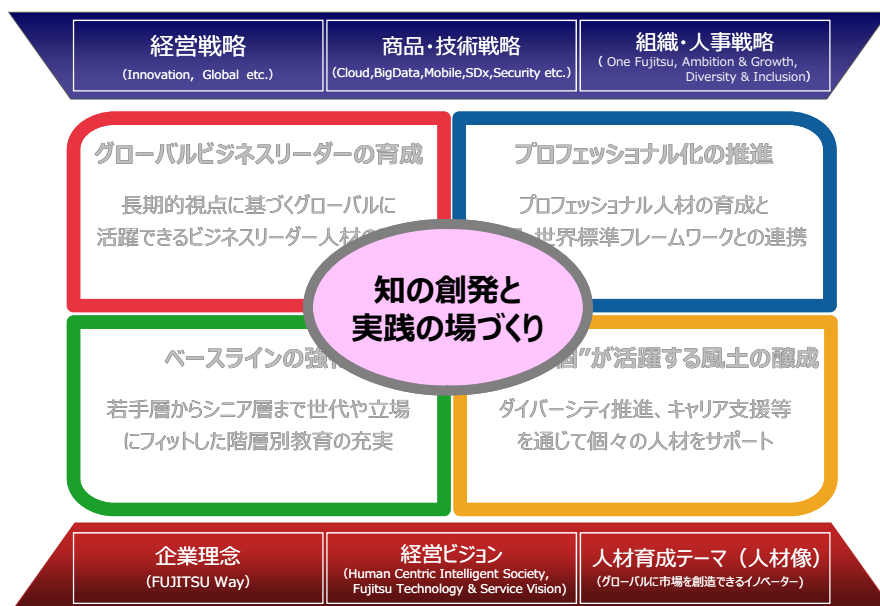 経営戦略
(Innovation, Global etc.)
商品・技術戦略
(Cloud,BigData,Mobile,SDx,Security etc.)
組織・人事戦略
( One Fujitsu, Ambition & Growth,
Diversity & Inclusion)
グローバルビジネスリーダーの育成
長期的視点に基づくグローバルに
活躍できるビジネスリーダー人材の
プロフェッショナル化の推進
プロフェッショナル人材の育成と
世界標準フレームワークとの連携
知の創発と
実践の場づくり
ベースラインの強
若手層からシニア層まで世代や立場
にフィットした階層別教育の充実
”が活躍する風土の醸成
ダイバーシティ推進、キャリア支援等
を通じて個々の人材をサポート
企業理念
(FUJITSU Way)
経営ビジョン
(Human Centric Intelligent Society,
Fujitsu Technology & Service Vision)
人材育成テーマ（人材像）
(グローバルに市場を創造できるイノベーター)